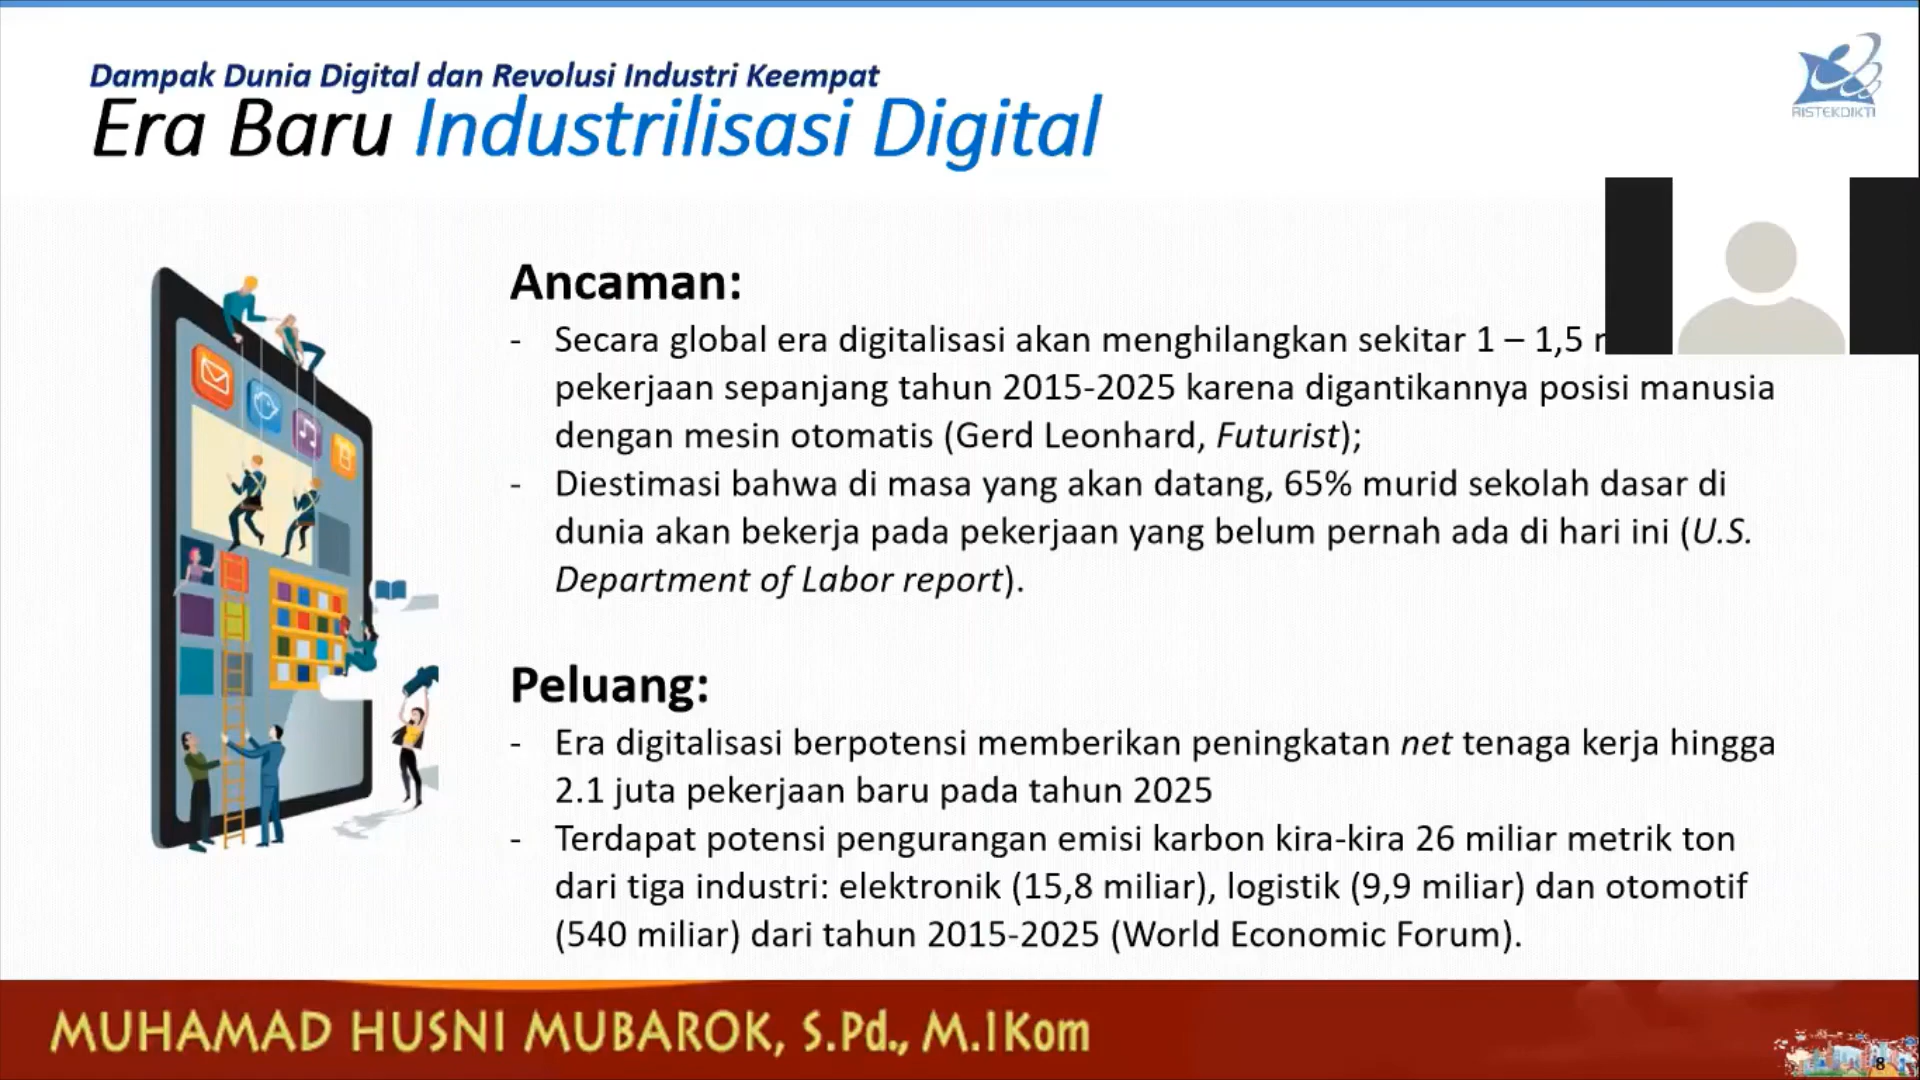 Dampak Dunia Digital dan Revolusi Industri Keempat
Era Baru Industrilisasi Digital
RISTEKDIKTI
Ancaman:
- Secara global era digitalisasi akan menghilangkan sekitar 1 – 1,5
pekerjaan sepanjang tahun 2015-2025 karena digantikannya posisi manusia
dengan mesin otomatis (Gerd Leonhard, Futurist);
- Diestimasi bahwa di masa yang akan datang, 65% murid sekolah dasar di
dunia akan bekerja pada pekerjaan yang belum pernah ada di hari ini (U.S.
Department of Labor report).
Peluang:
- Era digitalisasi berpotensi memberikan peningkatan net tenaga kerja hingga
2.1 juta pekerjaan baru pada tahun 2025
- Terdapat potensi pengurangan emisi karbon kira-kira 26 miliar metrik ton
dari tiga industri: elektronik (15,8 miliar), logistik (9,9 miliar) dan otomotif
(540 miliar) dari tahun 2015-2025 (World Economic Forum).
MUHAMAD HUSNI MUBAROK, S.Pd., M.IKom
8